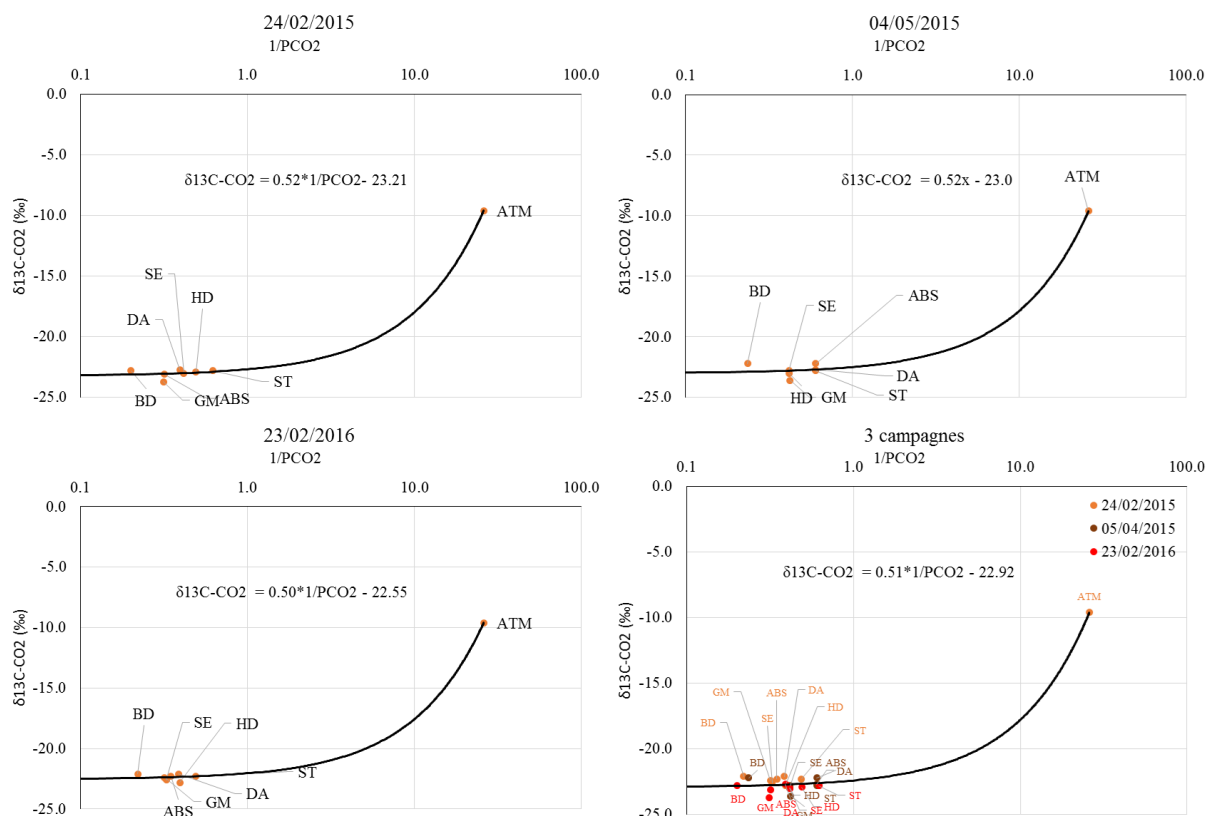 24/02/2015
1/PCO2
0.1 1.0 10.0 100.0
0.0
-5.0
-10.0
-15.0
-20.0
-25.0
δ13C-CO2 (‰)
δ13C-CO2 = 0.52*1/PCO2- 23.21
ATM
SE
HD
DA
ST
BD
GM
ABS
04/05/2015
1/PCO2
0.1 1.0 10.0 100.0
0.0
-5.0
-10.0
-15.0
-20.0
-25.0
δ13C-CO2 (‰)
δ13C-CO2 = 0.52x - 23.0
ATM
BD
SE
ABS
DA
HD
GM
ST
23/02/2016
1/PCO2
0.1 1.0 10.0 100.0
0.0
-5.0
-10.0
-15.0
-20.0
-25.0
δ13C-CO2 (‰)
δ13C-CO2 = 0.50*1/PCO2 - 22.55
ATM
BD
SE
HD
ST
DA
GM
ABS
3 campagnes
1/PCO2
0.1 1.0 10.0 100.0
0.0
-5.0
-10.0
-15.0
-20.0
-25.0
δ13C-CO2 (‰)
24/02/2015
05/04/2015
23/02/2016
δ13C-CO2 = 0.51*1/PCO2 - 22.92
ATM
GM
ABS
DA
SE
HD
BD
ST
BD
SE
ABS
DA
BD
GM
ABS
HD
ST
ST
DA
SE
HD
GM